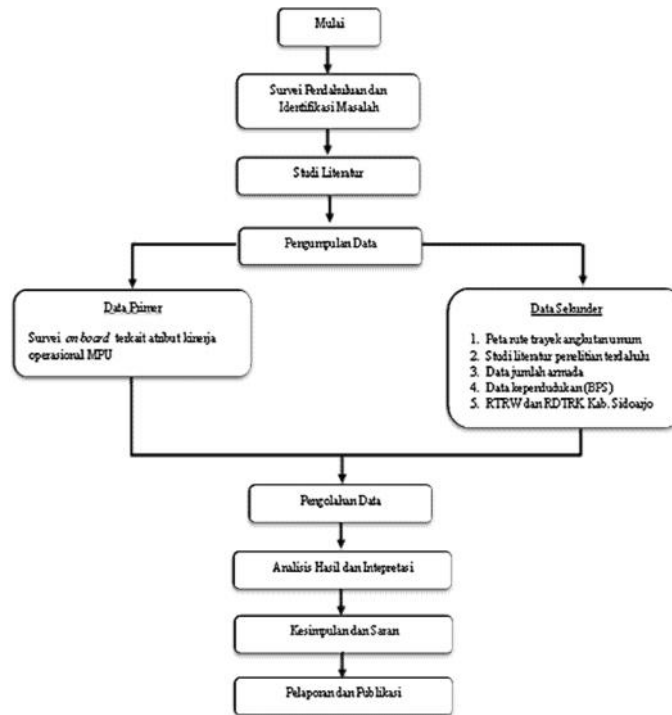 Mulai
Survei Pendahuluan dan
Identifikasi Masalah
Studi Literatur
Pengumpulan Data
Data Primer
Survei on board terkait atribut kinerja
operasional MPU
Data Sekunder
1. Peta rute trayek angkutan umum
2. Studi literatur penelitian terdahulu
3. Data jumlah armada
4. Data kependudukan (BPS)
5. RTRW dan RDTRK Kab. Sidoarjo
Pengolahan Data
Analisis Hasil dan Intepretasi
Kesimpulan dan Saran
Pelaporan dan Publikasi